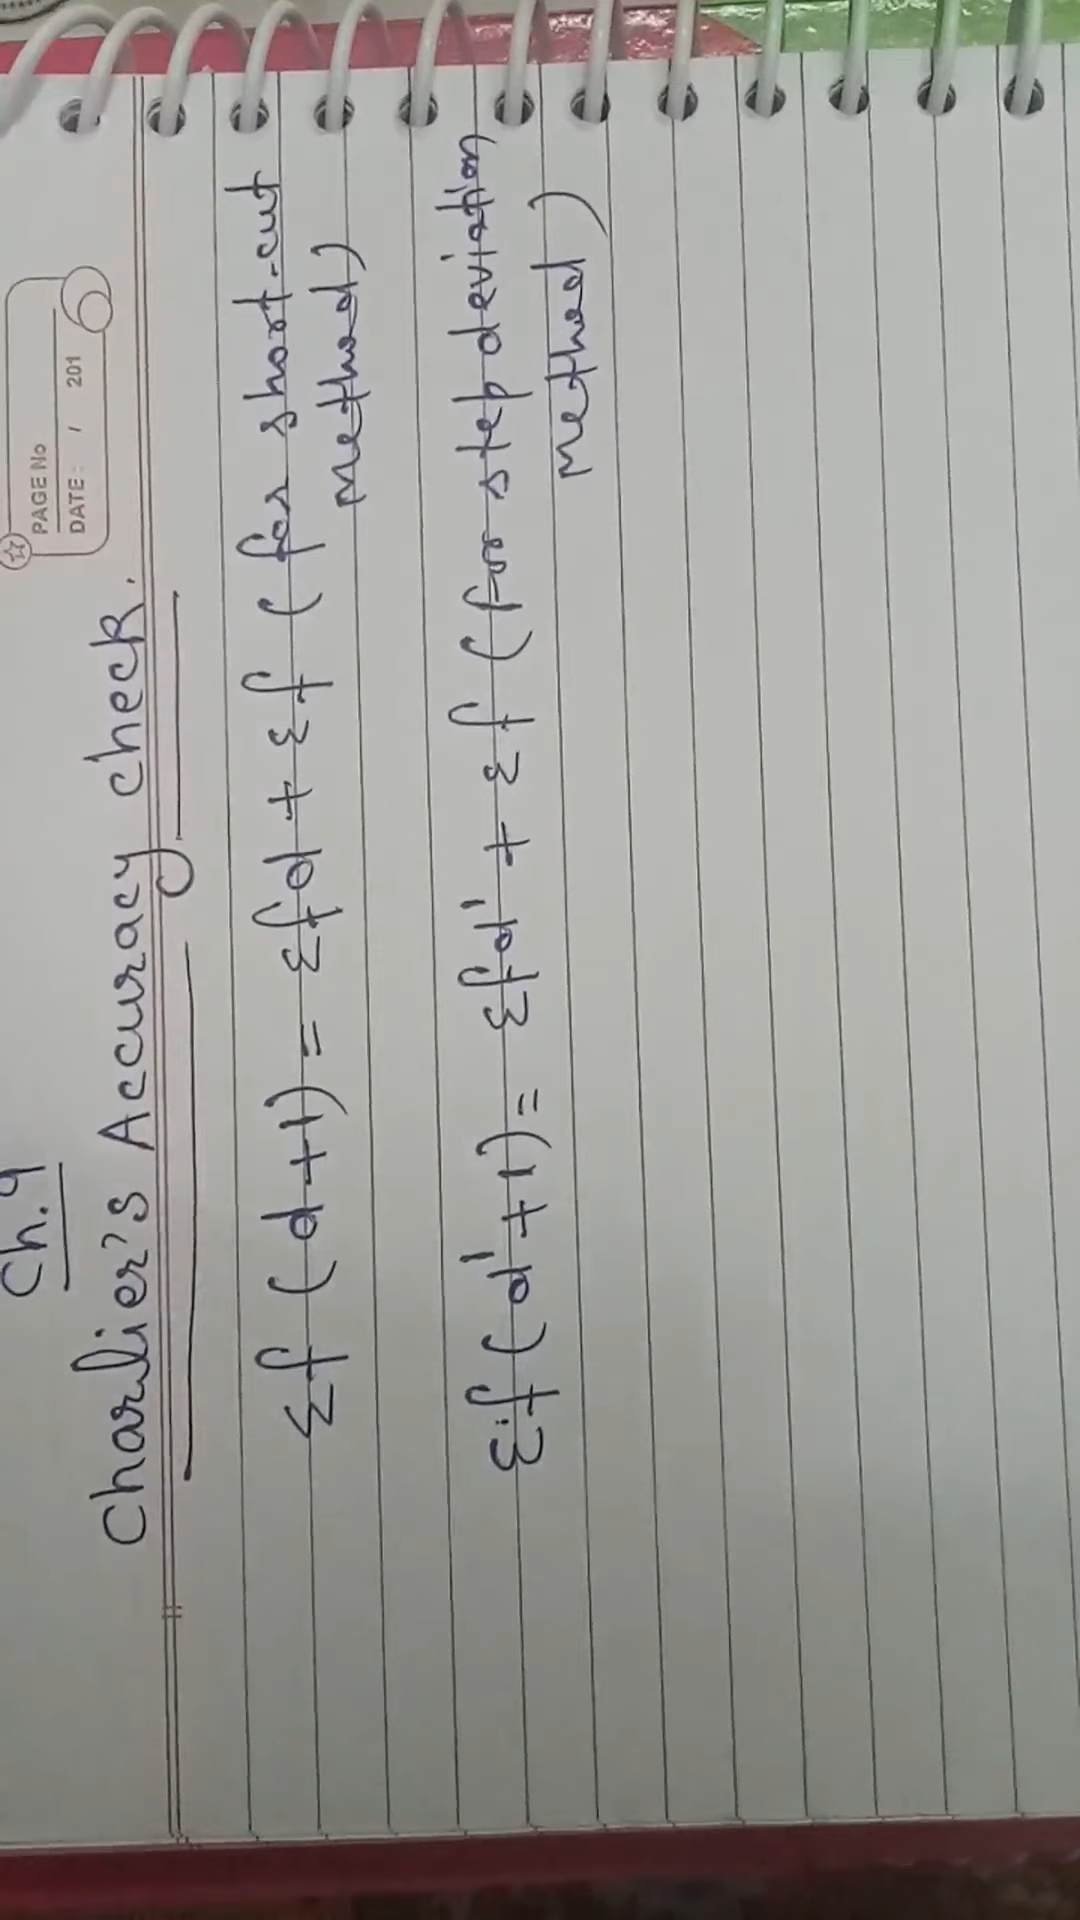 PAGE No
DATE : / 201
Ch. 9
Charlier's Accuracy check.
Σf (d+1) = Σfd + Σf ( for short-cut
method)
Σf (d'+1) = Σfd' + Σf (for step deviation
method)